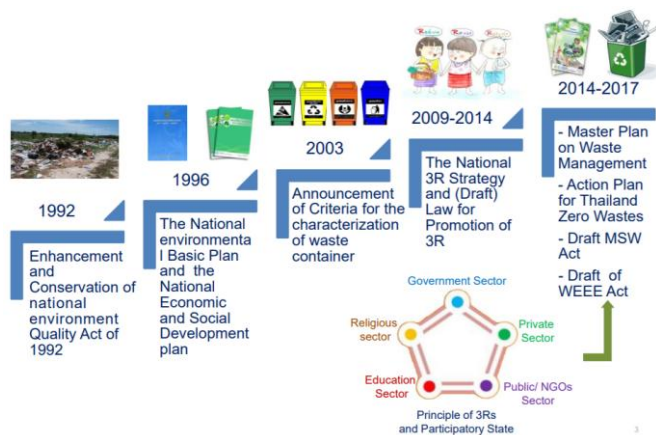 1992
Enhancement
and
Conservation of
national
environment
Quality Act of
1992
1996
The National
environmenta
l Basic Plan
and the
National
Economic
and Social
Development
plan
2003
Announcement
of Criteria for the
characterization
of waste
container
2009-2014
The National
3R Strategy
and (Draft)
Law for
Promotion of
3R
2014-2017
- Master Plan
on Waste
Management
- Action Plan
for Thailand
Zero Wastes
- Draft MSW
Act
- Draft of
WEEE Act
Government Sector
Religious
sector
Private
Sector
Education
Sector
Public/ NGOs
Sector
Principle of 3Rs
and Participatory State
3